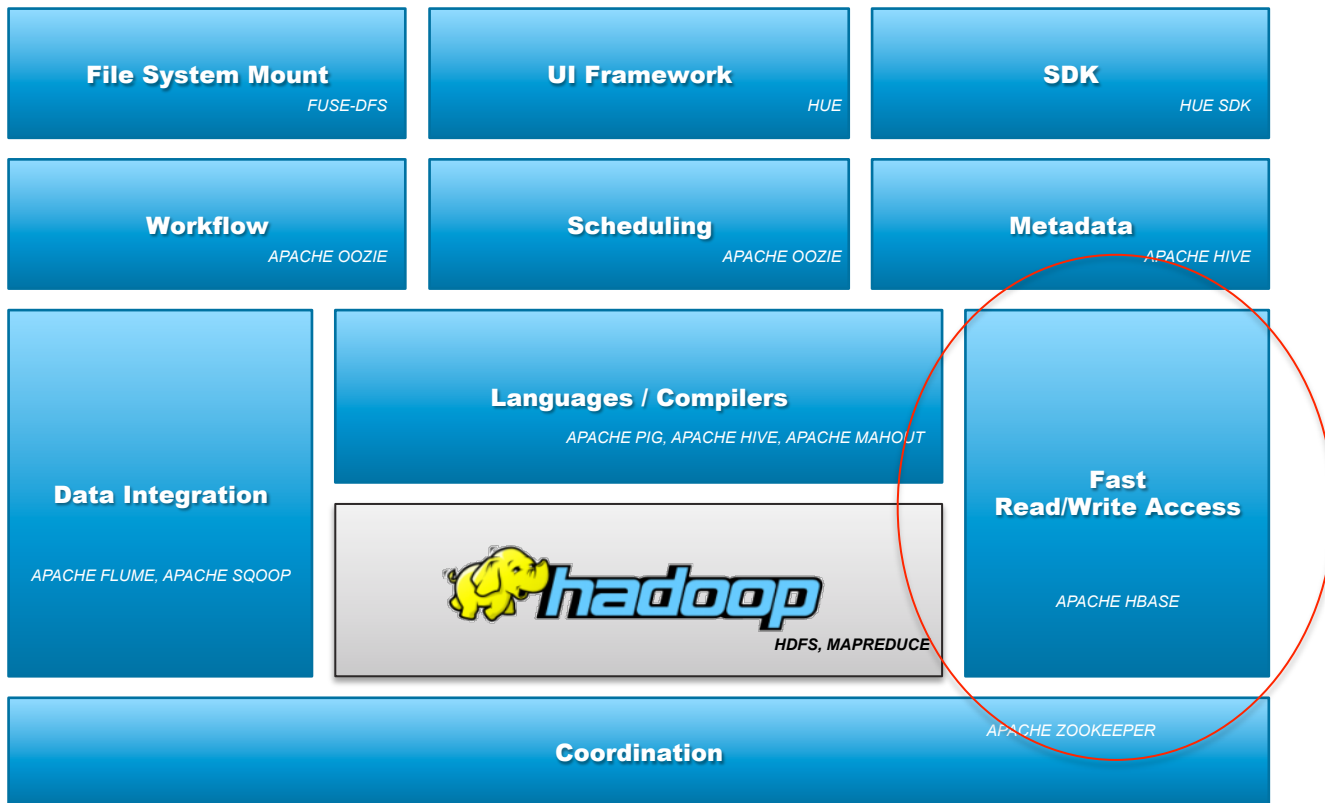 File System Mount
FUSE-DFS
UI Framework
HUE
SDK
HUE SDK
Workflow
APACHE OOZIE
Scheduling
APACHE OOZIE
Metadata
APACHE HIVE
Data Integration
APACHE FLUME, APACHE SQOOP
Languages / Compilers
APACHE PIG, APACHE HIVE, APACHE MAHOUT
hadoop
HDFS, MAPREDUCE
Fast
Read/Write Access
APACHE HBASE
Coordination
APACHE ZOOKEEPER